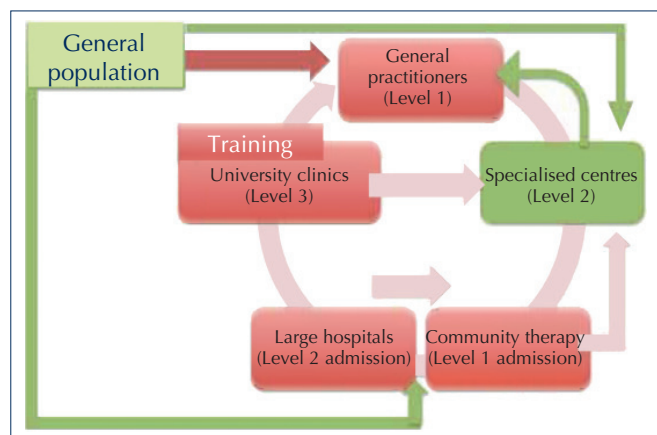 General
population
General
practitioners
(Level 1)
Training
University clinics
(Level 3)
Specialised centres
(Level 2)
Large hospitals
(Level 2 admission)
Community therapy
(Level 1 admission)